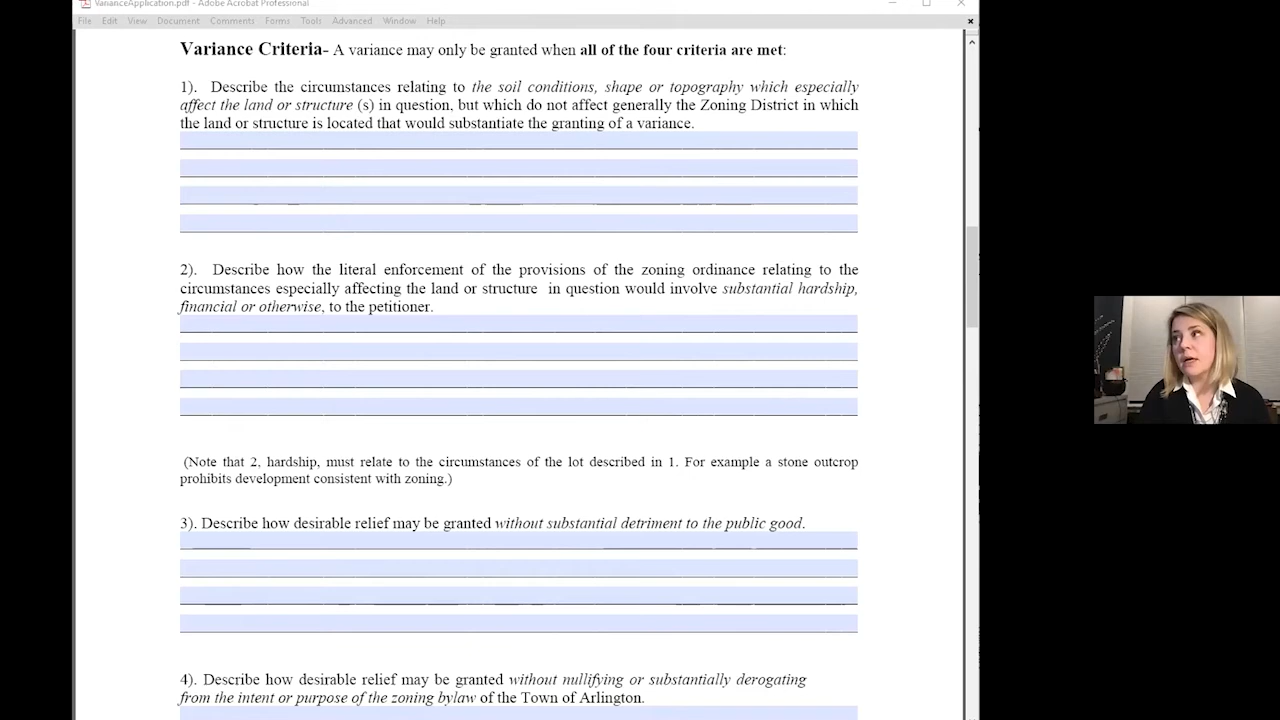 VarianceApplication.pdf - Adobe Acrobat Professional
File Edit View Document Comments Forms Tools Advanced Window Help
Variance Criteria- A variance may only be granted when all of the four criteria are met:
1). Describe the circumstances relating to the soil conditions, shape or topography which especially
affect the land or structure (s) in question, but which do not affect generally the Zoning District in which
the land or structure is located that would substantiate the granting of a variance.
2). Describe how the literal enforcement of the provisions of the zoning ordinance relating to the
circumstances especially affecting the land or structure in question would involve substantial hardship,
financial or otherwise, to the petitioner.
(Note that 2, hardship, must relate to the circumstances of the lot described in 1. For example a stone outcrop
prohibits development consistent with zoning.)
3). Describe how desirable relief may be granted without substantial detriment to the public good.
4). Describe how desirable relief may be granted without nullifying or substantially derogating
from the intent or purpose of the zoning bylaw of the Town of Arlington.